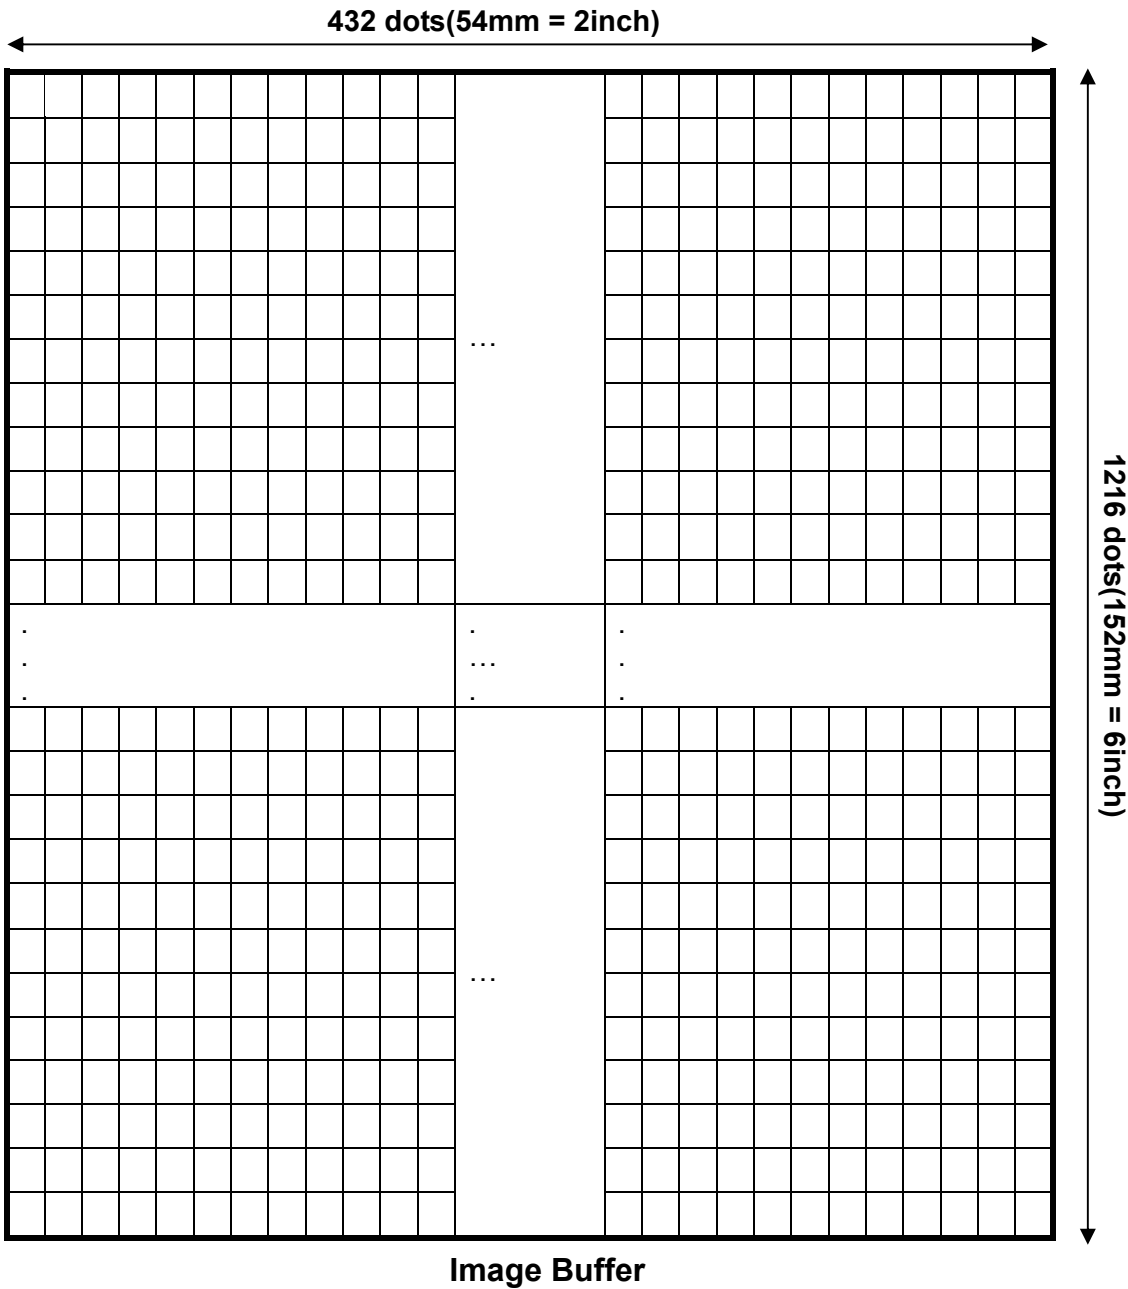 432 dots(54mm = 2inch)
...
. . .
. ... .
. . .
...
1216 dots(152mm = 6inch)
Image Buffer